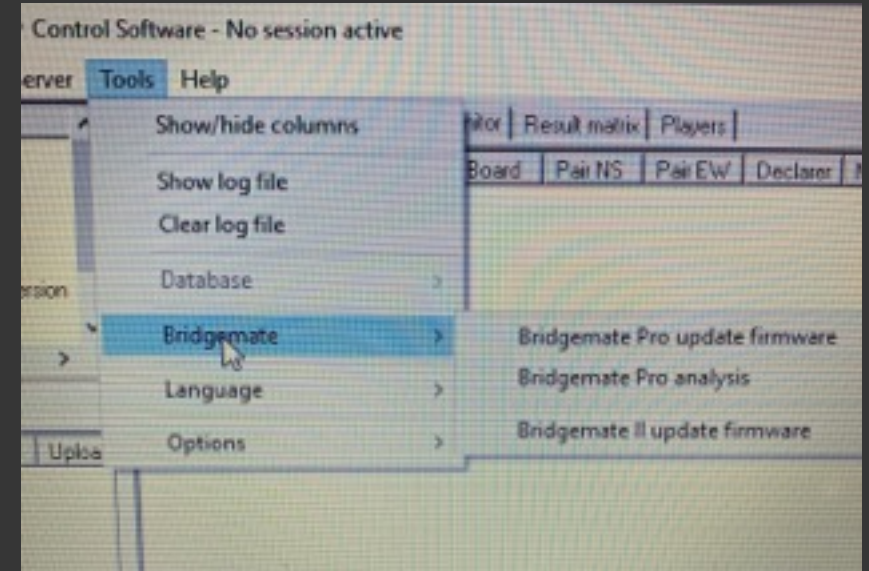 Control Software - No session active
erver Tools Help
Show/hide columns
itor Result matrix Players
Board Pair NS Pair EW Declarer
Show log file
Clear log file
Database
ersion
Bridgemate
Bridgemate Pro update firmware
Bridgemate Pro analysis
Language
Bridgemate II update firmware
Options
Uploa